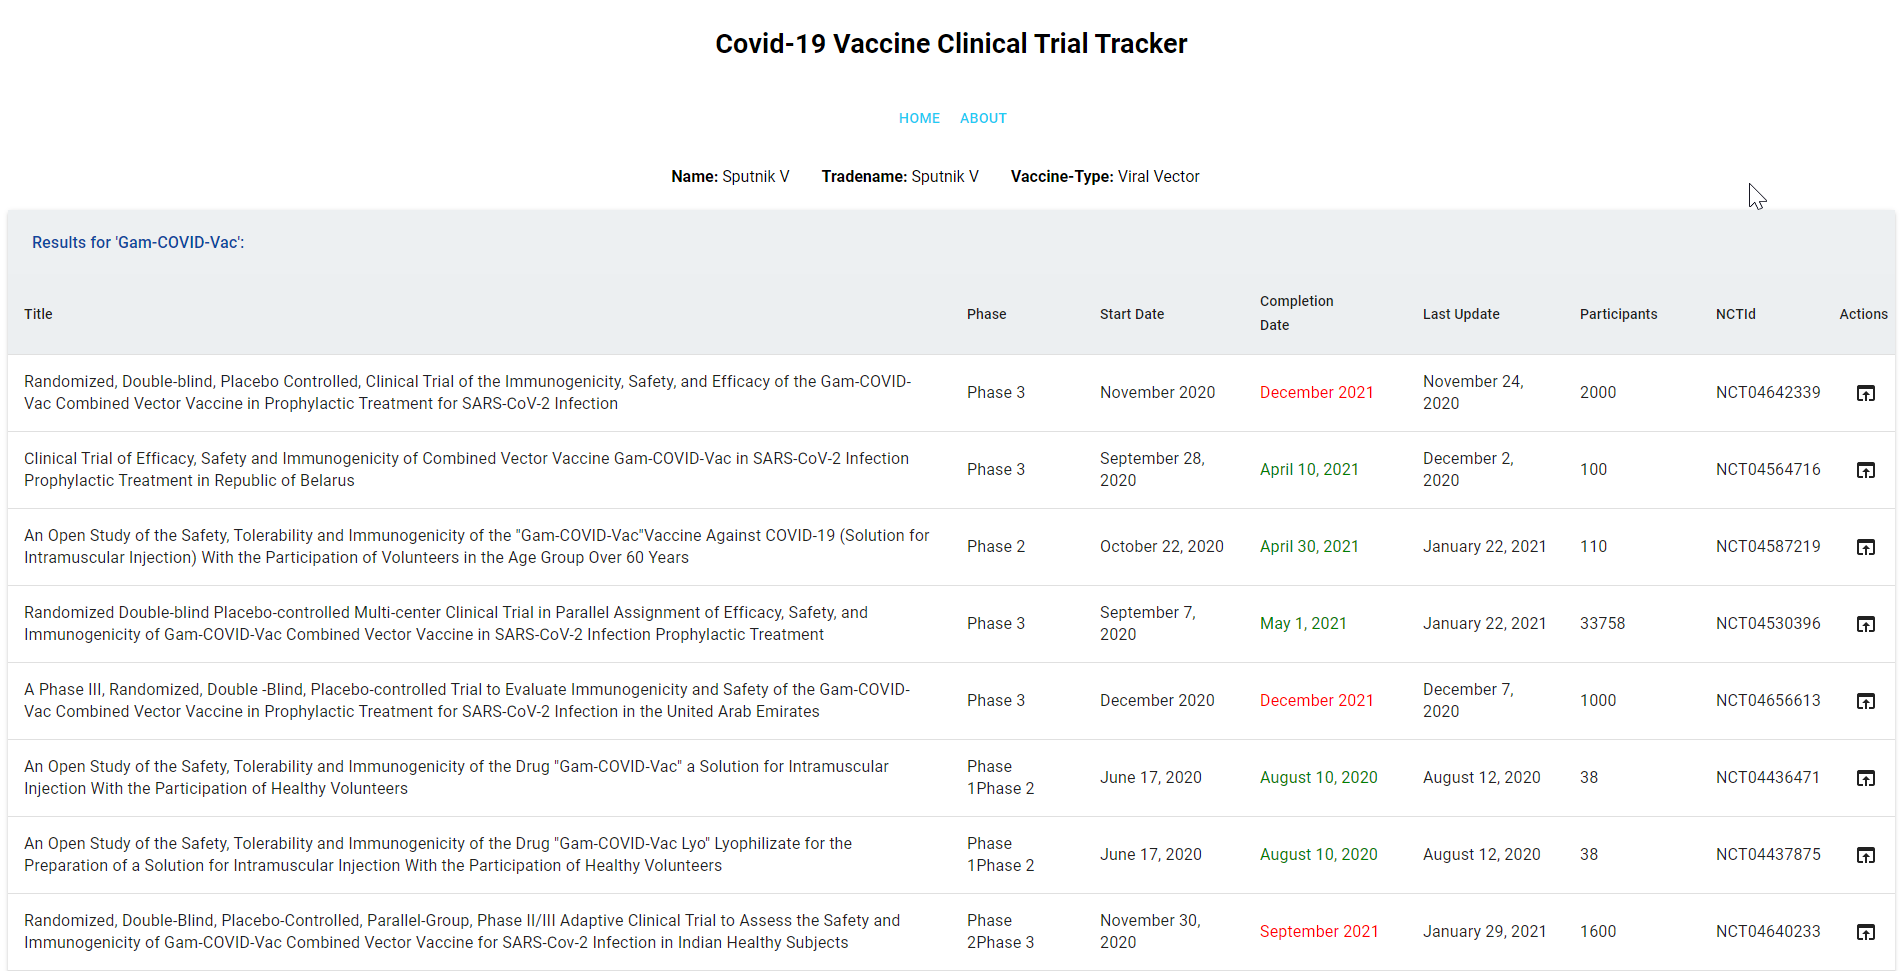 Covid-19 Vaccine Clinical Trial Tracker
HOME ABOUT
Name: Sputnik V Tradename: Sputnik V Vaccine-Type: Viral Vector
Results for 'Gam-COVID-Vac':
Title Phase Start Date Completion Date Last Update Participants NCTId Actions
Randomized, Double-blind, Placebo Controlled, Clinical Trial of the Immunogenicity, Safety, and Efficacy of the Gam-COVID-
Vac Combined Vector Vaccine in Prophylactic Treatment for SARS-CoV-2 Infection
Phase 3
November 2020
December 2021
November 24,
2020
2000
NCT04642339
Clinical Trial of Efficacy, Safety and Immunogenicity of Combined Vector Vaccine Gam-COVID-Vac in SARS-CoV-2 Infection
Prophylactic Treatment in Republic of Belarus
Phase 3
September 28,
2020
April 10, 2021
December 2,
2020
100
NCT04564716
An Open Study of the Safety, Tolerability and Immunogenicity of the "Gam-COVID-Vac"Vaccine Against COVID-19 (Solution for
Intramuscular Injection) With the Participation of Volunteers in the Age Group Over 60 Years
Phase 2
October 22, 2020
April 30, 2021
January 22, 2021
110
NCT04587219
Randomized Double-blind Placebo-controlled Multi-center Clinical Trial in Parallel Assignment of Efficacy, Safety, and
Immunogenicity of Gam-COVID-Vac Combined Vector Vaccine in SARS-CoV-2 Infection Prophylactic Treatment
Phase 3
September 7,
2020
May 1, 2021
January 22, 2021
33758
NCT04530396
A Phase III, Randomized, Double -Blind, Placebo-controlled Trial to Evaluate Immunogenicity and Safety of the Gam-COVID-
Vac Combined Vector Vaccine in Prophylactic Treatment for SARS-CoV-2 Infection in the United Arab Emirates
Phase 3
December 2020
December 2021
December 7,
2020
1000
NCT04656613
An Open Study of the Safety, Tolerability and Immunogenicity of the Drug "Gam-COVID-Vac" a Solution for Intramuscular
Injection With the Participation of Healthy Volunteers
Phase
1Phase 2
June 17, 2020
August 10, 2020
August 12, 2020
38
NCT04436471
An Open Study of the Safety, Tolerability and Immunogenicity of the Drug "Gam-COVID-Vac Lyo" Lyophilizate for the
Preparation of a Solution for Intramuscular Injection With the Participation of Healthy Volunteers
Phase
1Phase 2
June 17, 2020
August 10, 2020
August 12, 2020
38
NCT04437875
Randomized, Double-Blind, Placebo-Controlled, Parallel-Group, Phase II/III Adaptive Clinical Trial to Assess the Safety and
Immunogenicity of Gam-COVID-Vac Combined Vector Vaccine for SARS-Cov-2 Infection in Indian Healthy Subjects
Phase
2Phase 3
November 30,
2020
September 2021
January 29, 2021
1600
NCT04640233